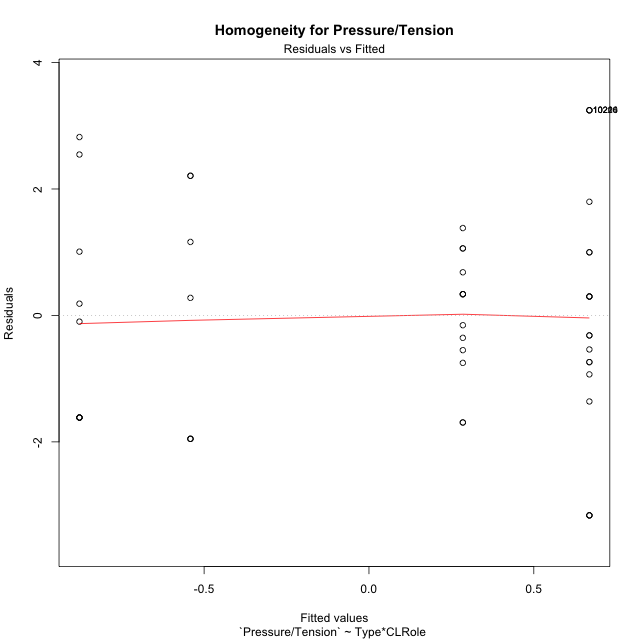 Homogeneity for Pressure/Tension
Residuals vs Fitted
4
2
0
-2
Residuals
-0.5
0.0
0.5
Fitted values
`Pressure/Tension` ~ Type*CLRole